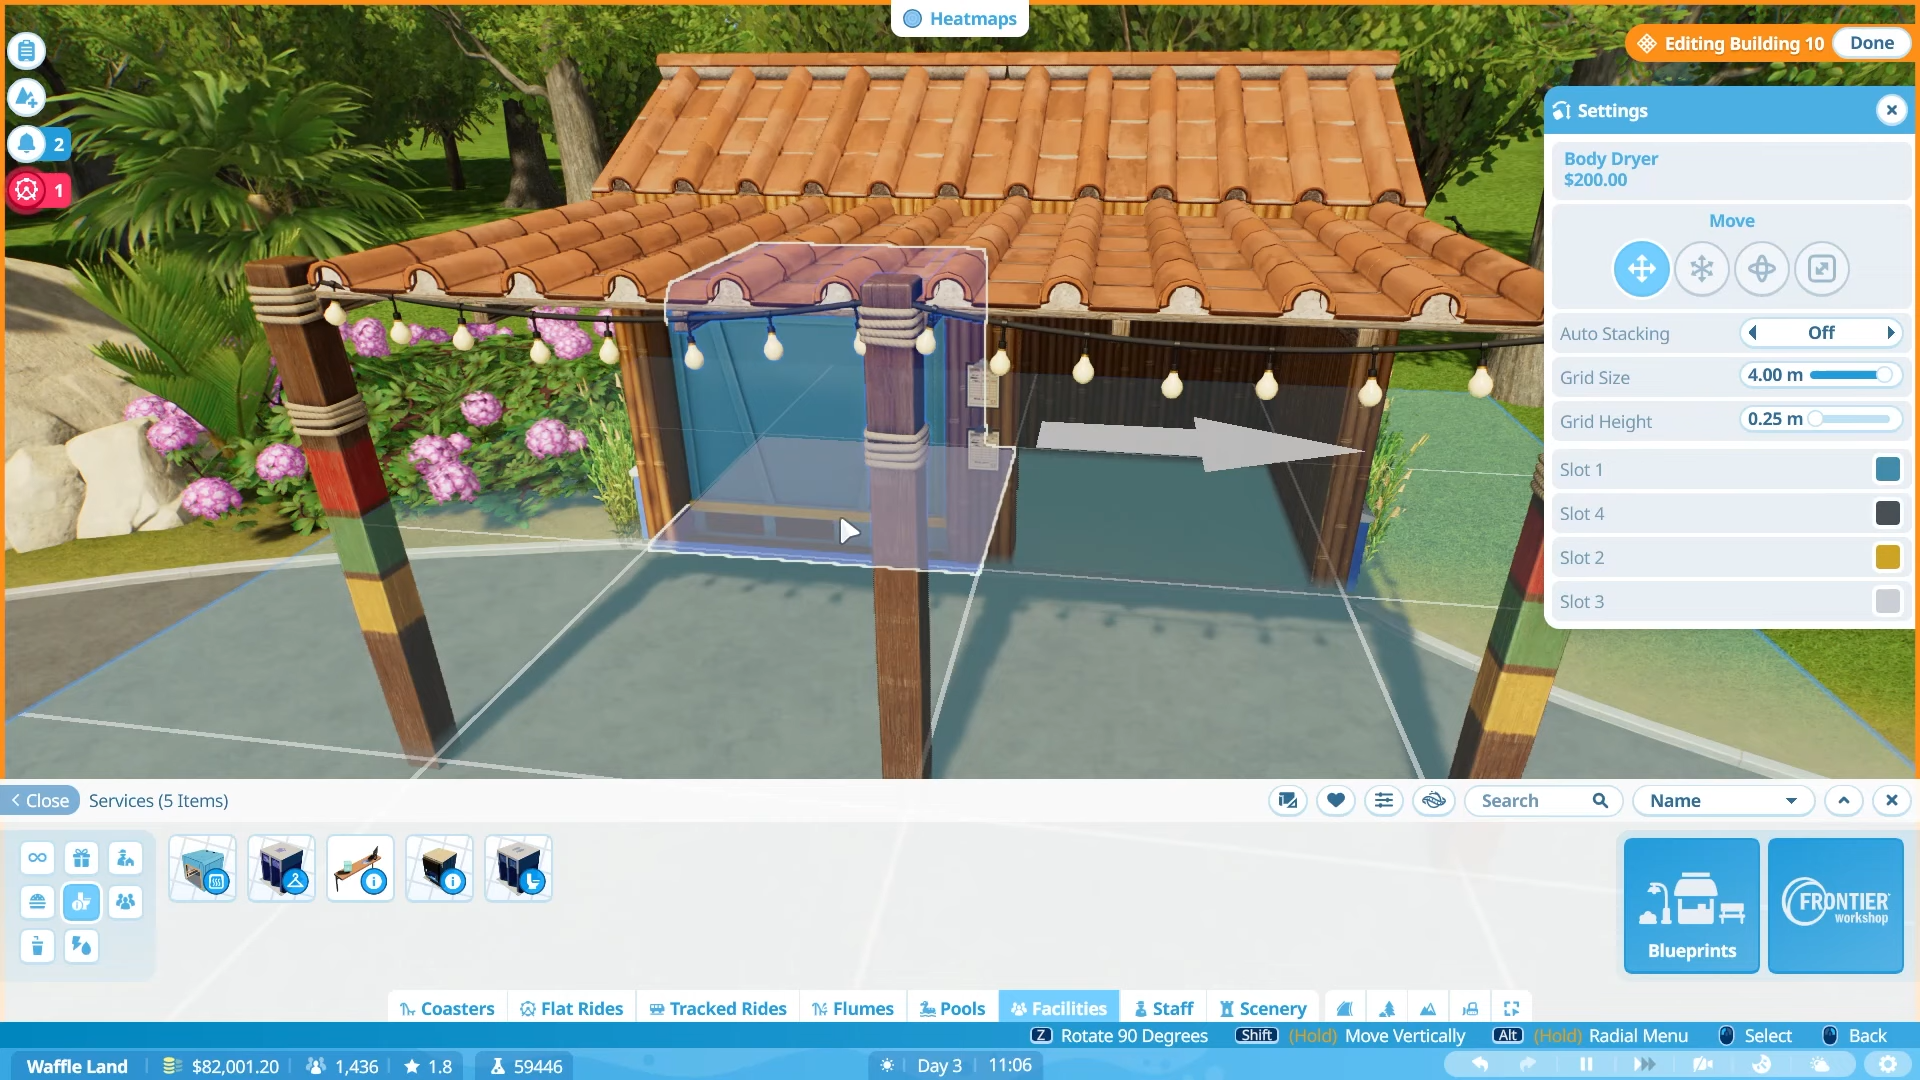 Heatmaps
Editing Building 10
Done
2
1
Settings
Body Dryer
$200.00
Move
Auto Stacking
Off
Grid Size
4.00 m
Grid Height
0.25 m
Slot 1
Slot 4
Slot 2
Slot 3
Close
Services (5 Items)
Search
Name
Blueprints
FRONTIER
workshop
Coasters
Flat Rides
Tracked Rides
Flumes
Pools
Facilities
Staff
Scenery
Z Rotate 90 Degrees
Shift (Hold) Move Vertically
Alt (Hold) Radial Menu
Select
Back
Waffle Land
$82,001.20
1,436
1.8
59446
Day 3
11:06